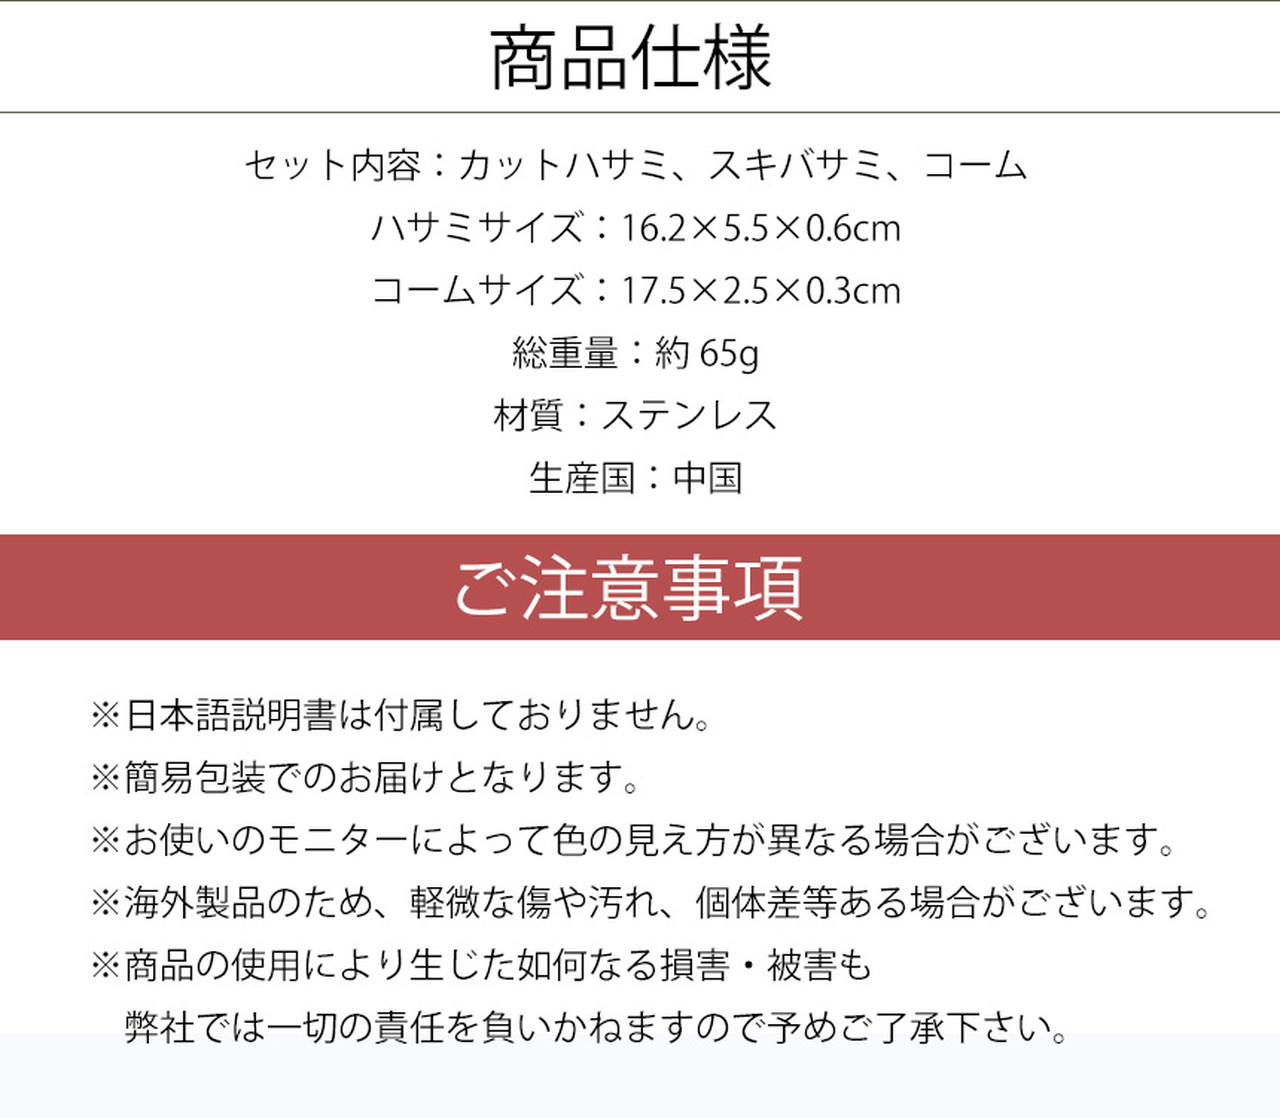 商品仕様
セット内容：カットハサミ、スキバサミ、コーム
ハサミサイズ：16.2×5.5×0.6cm
コームサイズ：17.5×2.5×0.3cm
総重量：約 65g
材質：ステンレス
生産国：中国
ご注意事項
※日本語説明書は付属しておりません。
※簡易包装でのお届けとなります。
※お使いのモニターによって色の見え方が異なる場合がございます。
※海外製品のため、軽微な傷や汚れ、個体差等ある場合がございます。
※商品の使用により生じた如何なる損害・被害も
弊社では一切の責任を負いかねますので予めご了承下さい。